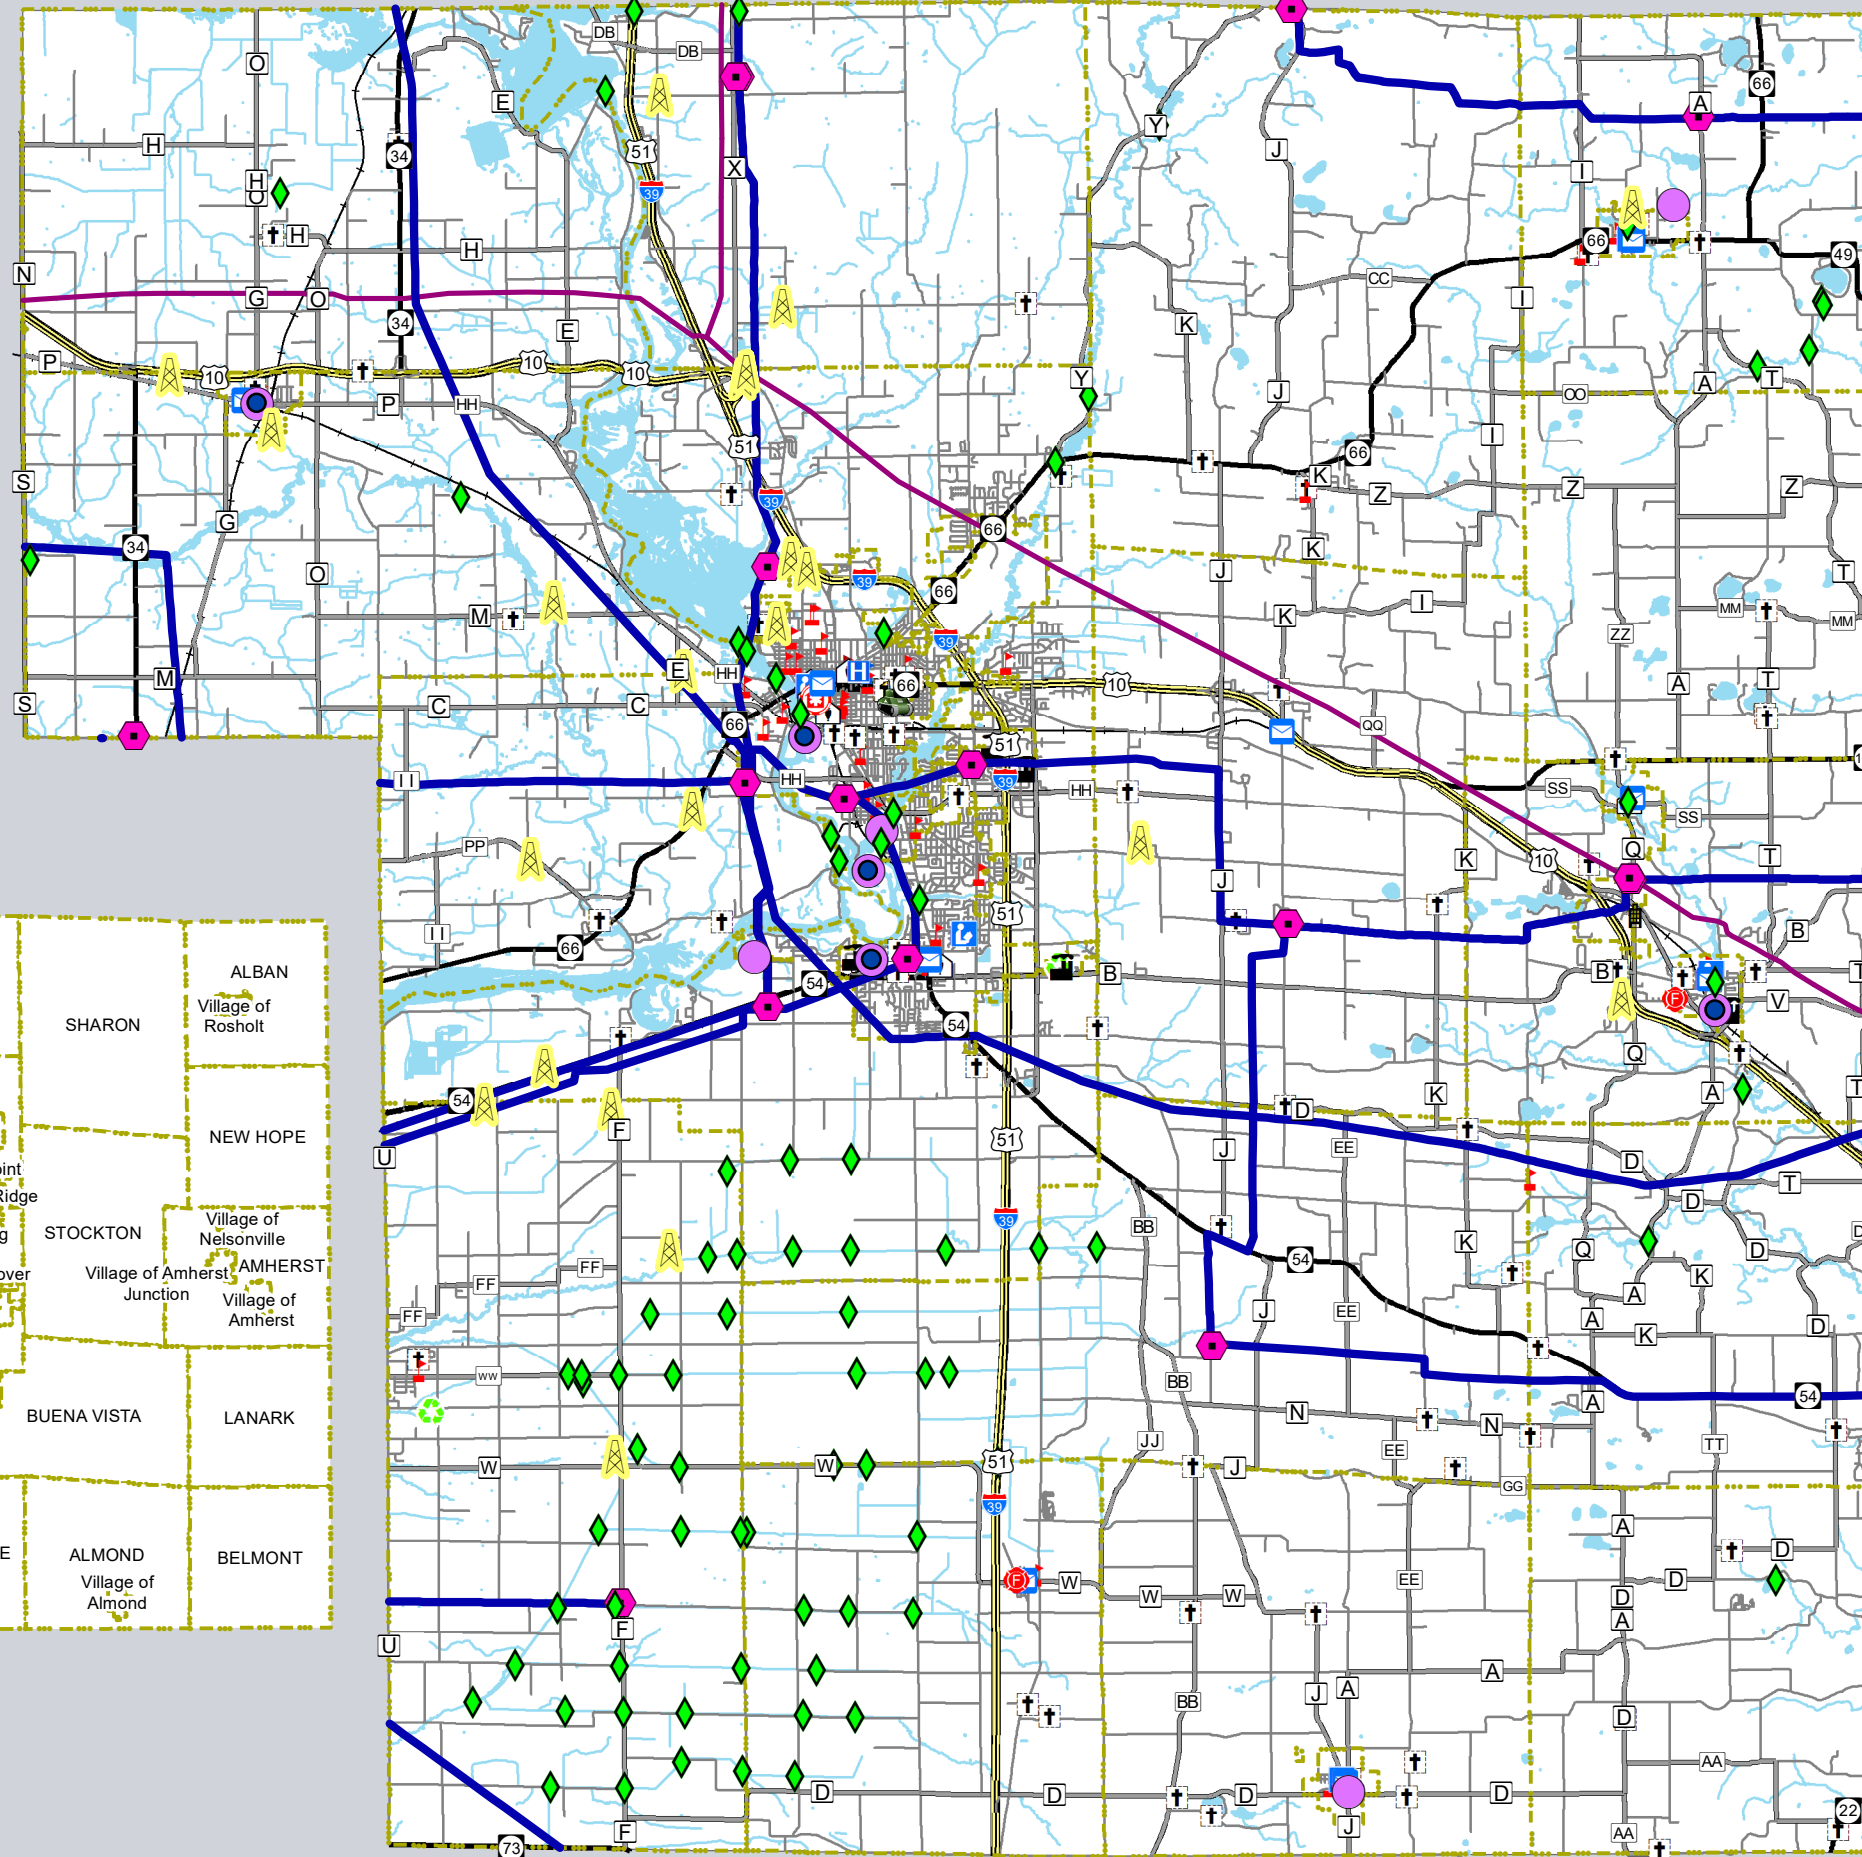 DB
DB
O
66
E
A
Y
51
H
34
J
X
I
H
O
39
H
H
66
49
N
CC
G
O
I
34
K
E
P
10
10
10
Y
T
A
J
OO
P
HH
I
51
66
K
S
Z
Z
Z
39
G
66
34
K
O
J
T
39
66
I
M
K
MM
MM
ZZ
39
H
E
HH
M
66
10
T
A
S
C
C
66
QQ
51
II
HH
39
HH
SS
SS
PP
Q
T
10
K
J
51
II
B
66
B
B
54
F
V
54
Q
54
K
A
D
F
51
U
J
EE
D
T
D
BB
39
K
Q
D
54
FF
FF
K
A
FF
J
EE
A
D
K
WW
BB
54
A
N
N
JJ
EE
TT
51
W
W
J
GG
39
A
D
F
W
W
W
EE
D
D
A
F
U
A
J
A
BB
D
AA
D
D
D
D
22
F
J
AA
73
ALBAN
Village of
Rosholt
SHARON
NEW HOPE
Ridge
STOCKTON
Village of
Nelsonville
AMHERST
Village of Amherst
Junction
Village of
Amherst
BUENA VISTA
LANARK
ALMOND
BELMONT
Village of
Almond